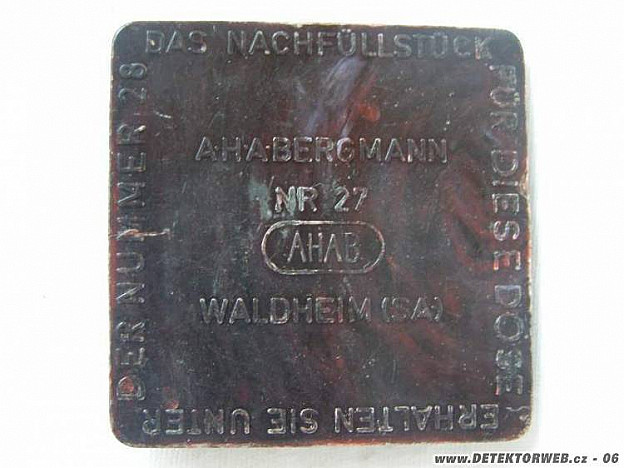 DAS NACHFÜLLSTÜCK
FÜR DIESE DOSE
ERHALTEN SIE UNTER
DER NUMMER 28
A·H·A·BERGMANN
NR 27
AHAB
WALDHEIM (SA)
www.DETEKTORWEB.cz - 06